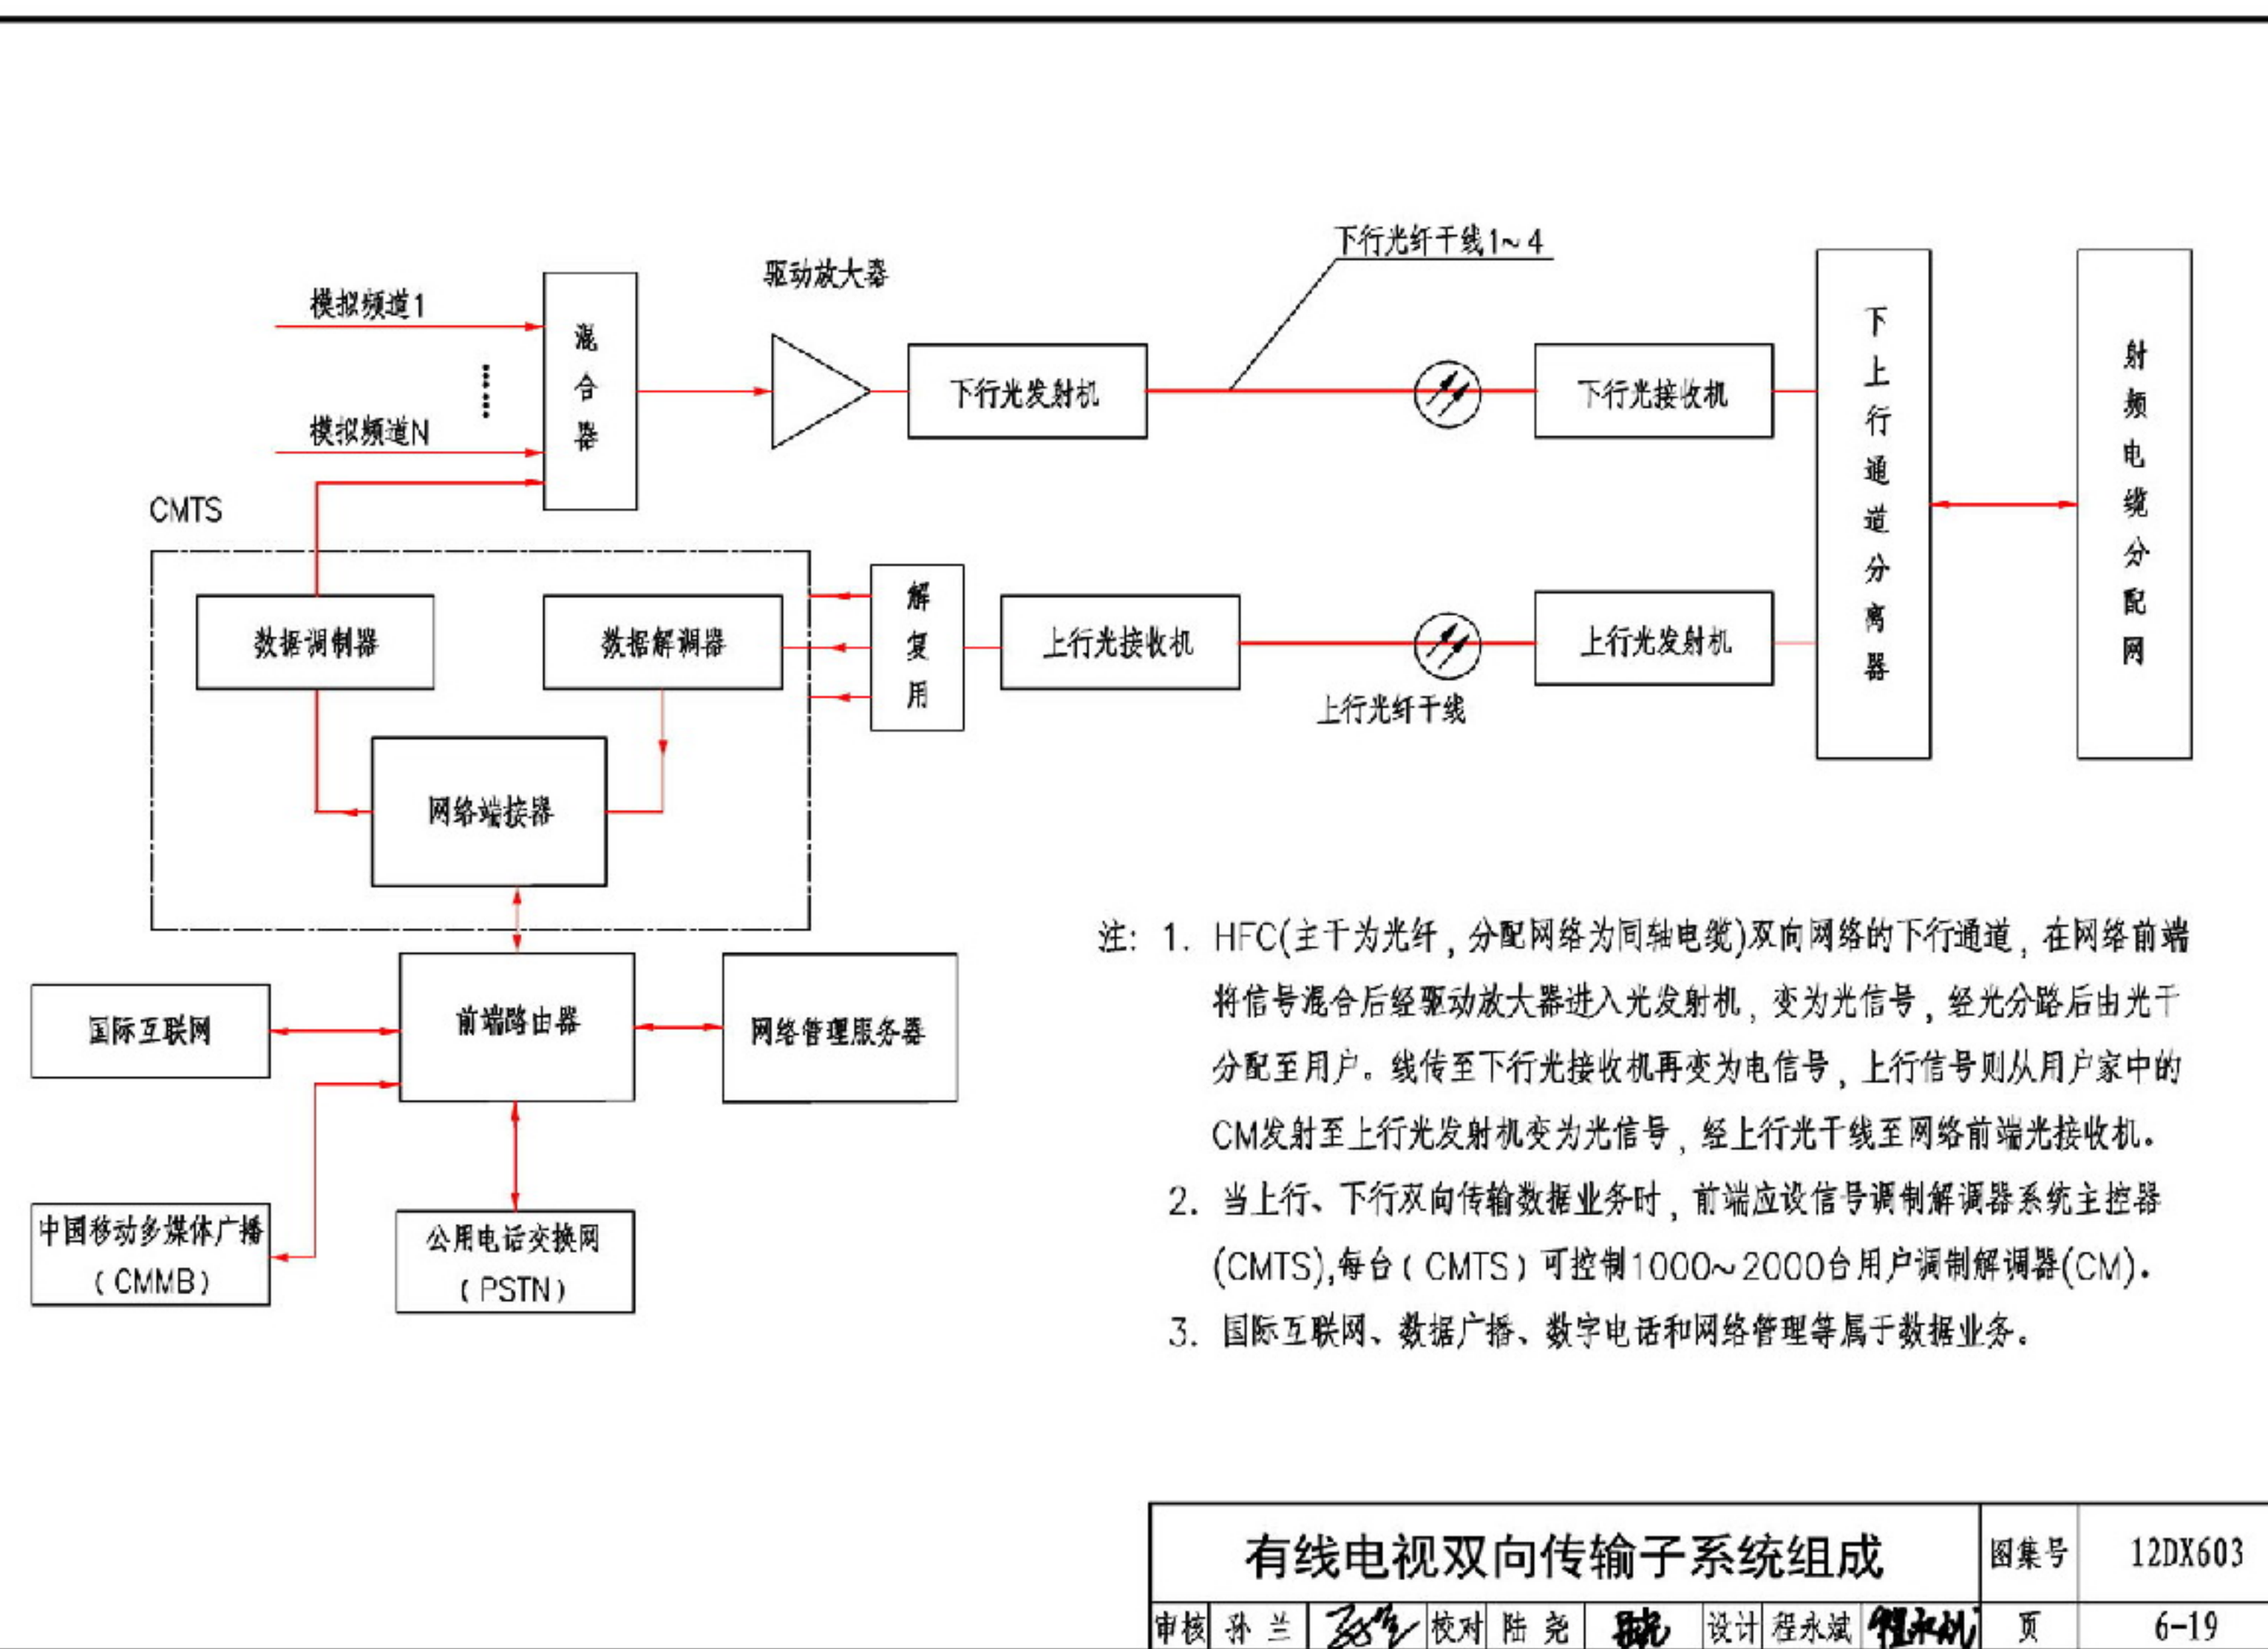 下行光纤干线1~4
驱动放大器
模拟频道1
模拟频道N
混合器
下行光发射机
下行光接收机
下上行通道分离器
射频电缆分配网
CMTS
数据调制器
数据解调器
解复用
上行光接收机
上行光发射机
上行光纤干线
网络端接器
国际互联网
前端路由器
网络管理服务器
中国移动多媒体广播
(CMMB)
公用电话交换网
(PSTN)
注: 1. HFC(主干为光纤,分配网络为同轴电缆)双向网络的下行通道,在网络前端
将信号混合后经驱动放大器进入光发射机,变为光信号,经光分路后由光干
分配至用户。线传至下行光接收机再变为电信号,上行信号则从用户家中的
CM发射至上行光发射机变为光信号,经上行光干线至网络前端光接收机。
2. 当上行、下行双向传输数据业务时,前端应设信号调制解调器系统主控器
(CMTS),每台(CMTS)可控制1000~2000台用户调制解调器(CM)。
3. 国际互联网、数据广播、数字电话和网络管理等属于数据业务。
有线电视双向传输子系统组成 图集号 12DX603
审核 孙兰 校对 陆尧 设计 程永斌 程永斌 页 6-19